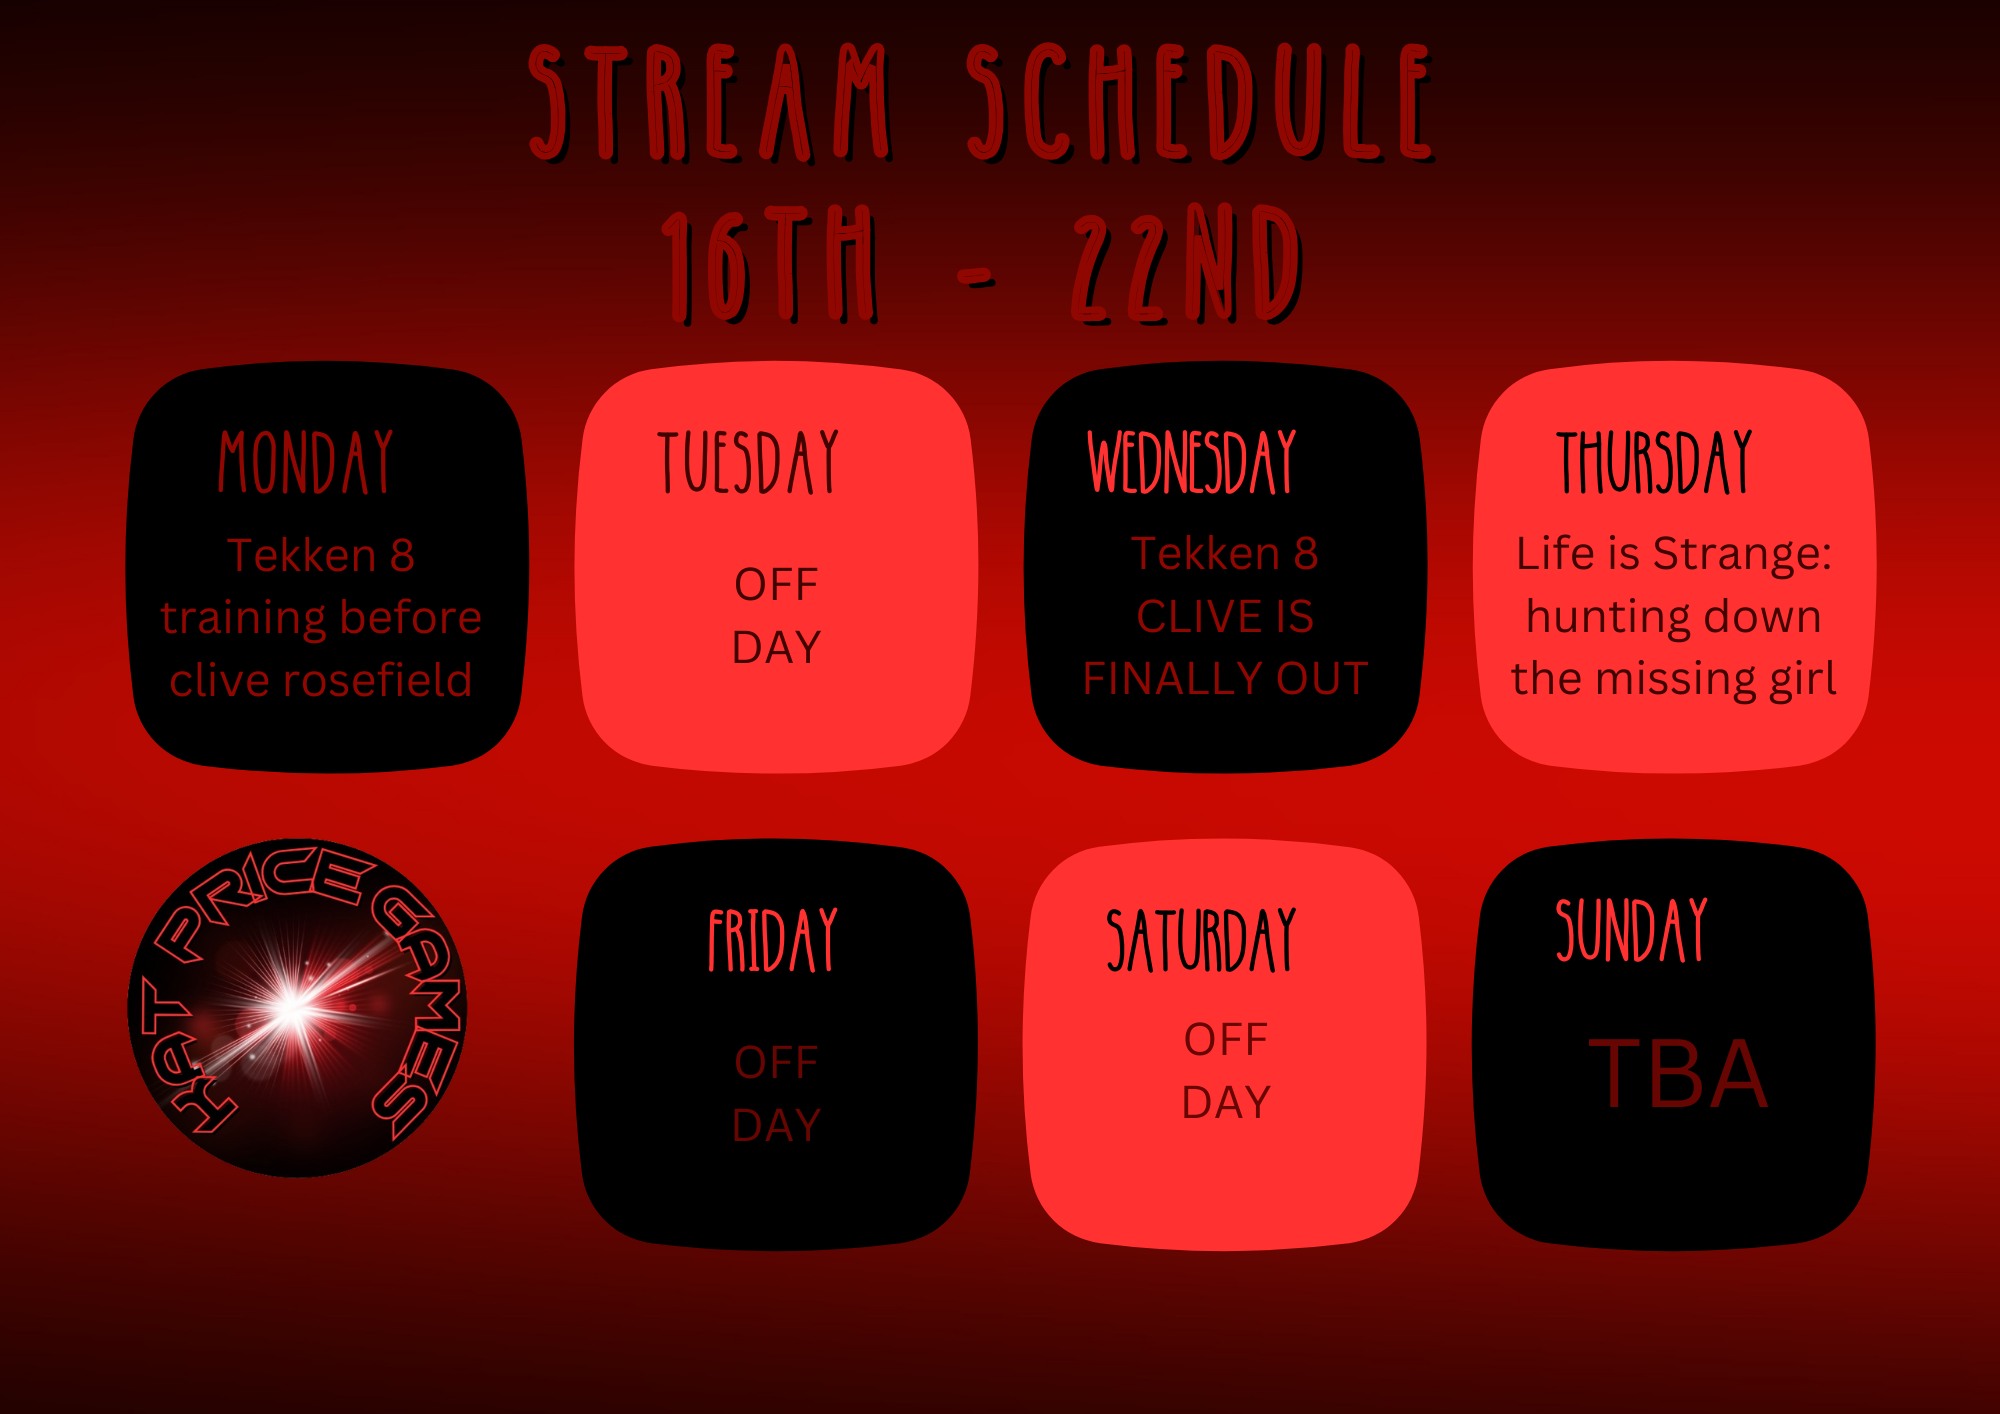 STREAM SCHEDULE
16TH - 22ND
MONDAY
Tekken 8
training before
clive rosefield
TUESDAY
OFF
DAY
WEDNESDAY
Tekken 8
CLIVE IS
FINALLY OUT
THURSDAY
Life is Strange:
hunting down
the missing girl
KAT PRICE GAMES
FRIDAY
OFF
DAY
SATURDAY
OFF
DAY
SUNDAY
TBA